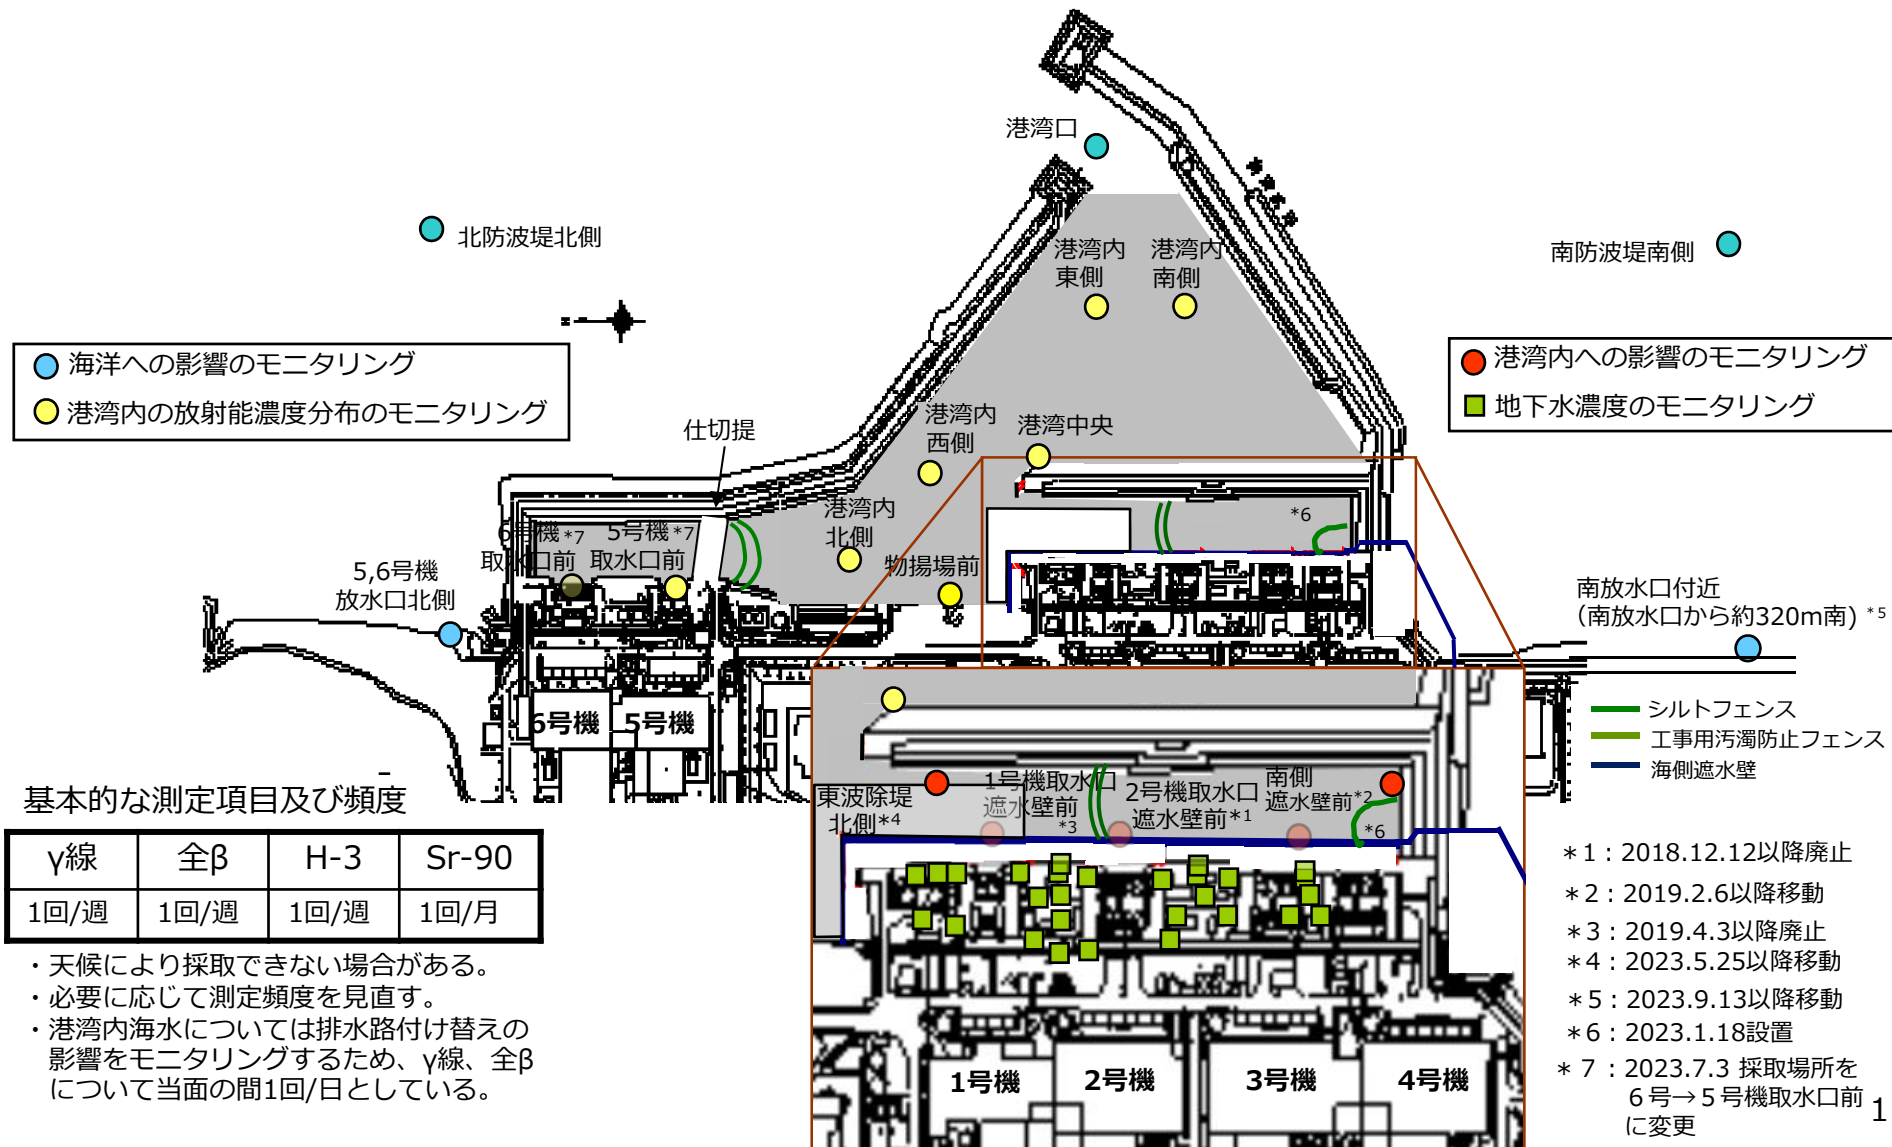 港湾口
北防波堤北側
南防波堤南側
港湾内
東側
港湾内
南側
海洋への影響のモニタリング
港湾内の放射能濃度分布のモニタリング
港湾内への影響のモニタリング
地下水濃度のモニタリング
仕切提
港湾内
西側
港湾中央
港湾内
北側
物揚場前
6号機*7
取水口前
5号機*7
取水口前
*6
5,6号機
放水口北側
南放水口付近
(南放水口から約320m南) *5
6号機
5号機
シルトフェンス
工事用汚濁防止フェンス
海側遮水壁
東波除堤
北側*4
1号機取水口
遮水壁前
*3
2号機取水口
遮水壁前*1
南側
遮水壁前*2
*6
1号機
2号機
3号機
4号機
基本的な測定項目及び頻度
γ線 全β H-3 Sr-90
1回/週 1回/週 1回/週 1回/月
・天候により採取できない場合がある。
・必要に応じて測定頻度を見直す。
・港湾内海水については排水路付け替えの
影響をモニタリングするため、γ線、全β
について当面の間1回/日としている。
＊1：2018.12.12以降廃止
＊2：2019.2.6以降移動
＊3：2019.4.3以降廃止
＊4：2023.5.25以降移動
＊5：2023.9.13以降移動
＊6：2023.1.18設置
＊７：2023.7.3 採取場所を
６号→５号機取水口前
に変更
1